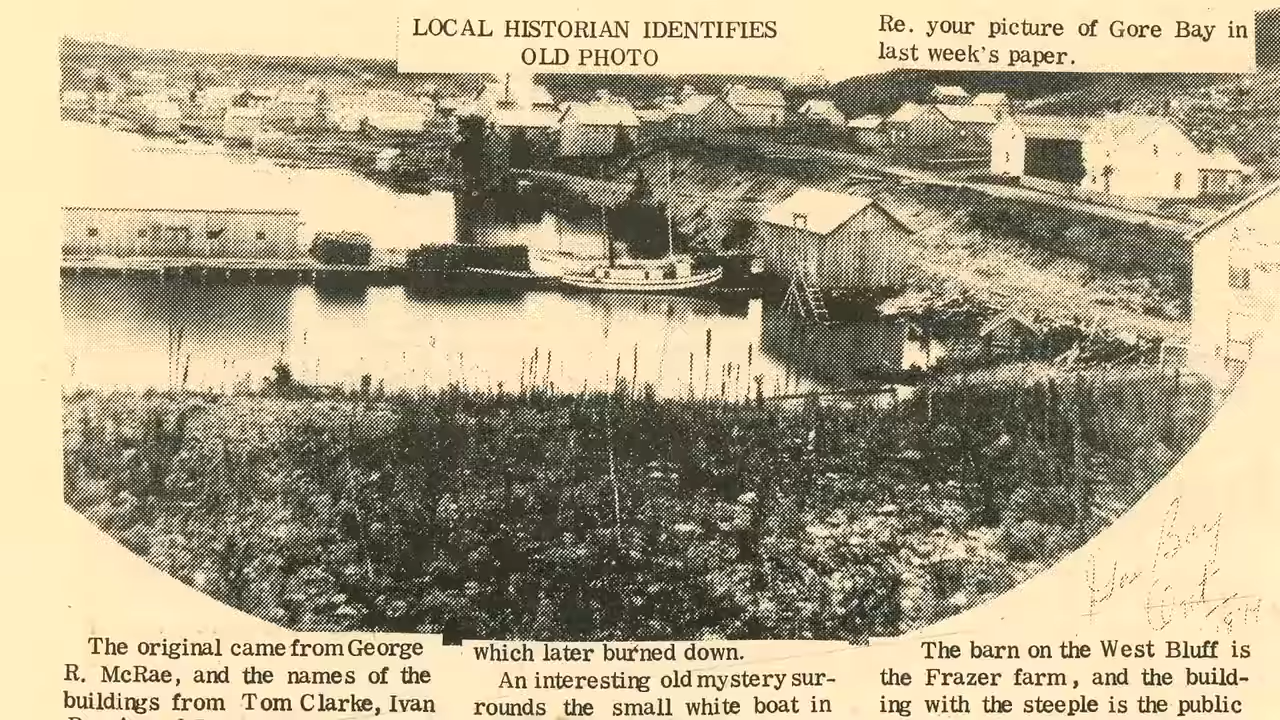 LOCAL HISTORIAN IDENTIFIES
OLD PHOTO
Re. your picture of Gore Bay in
last week's paper.
Bay
Ont
The original came from George
R. McRae, and the names of the
buildings from Tom Clarke, Ivan
which later burned down.
An interesting old mystery sur-
rounds the small white boat in
The barn on the West Bluff is
the Frazer farm, and the build-
ing with the steeple is the public